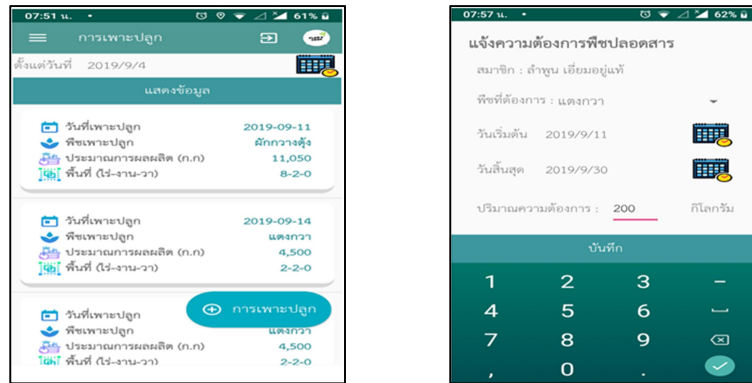 07:51 น.
61%
การเพาะปลูก
ตั้งแต่วันที่ 2019/9/4
แสดงข้อมูล
วันที่เพาะปลูก 2019-09-11
พืชเพาะปลูก ผักกวางตุ้ง
ประมาณการผลผลิต (ก.ก) 11,050
พื้นที่ (ไร่-งาน-วา) 8-2-0
วันที่เพาะปลูก 2019-09-14
พืชเพาะปลูก แตงกวา
ประมาณการผลผลิต (ก.ก) 4,500
พื้นที่ (ไร่-งาน-วา) 2-2-0
วันที่เพาะปลูก
การเพาะปลูก
พืชเพาะปลูก แตงกวา
ประมาณการผลผลิต (ก.ก) 4,500
พื้นที่ (ไร่-งาน-วา) 2-2-0
07:57 น.
62%
แจ้งความต้องการพืชปลอดสาร
สมาชิก : ลำพูน เอี่ยมอยู่แท้
พืชที่ต้องการ : แตงกวา
วันเริ่มต้น 2019/9/11
วันสิ้นสุด 2019/9/30
ปริมาณความต้องการ : 200 กิโลกรัม
บันทึก
1 2 3 -
4 5 6
7 8 9
, 0 .